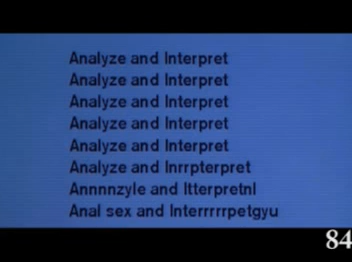 Analyze and Interpret
Analyze and Interpret
Analyze and Interpret
Analyze and Interpret
Analyze and Interpret
Analyze and Inrrpterpret
Annnnzyle and Itterpretnl
Anal sex and Interrrrrpetgyu
84